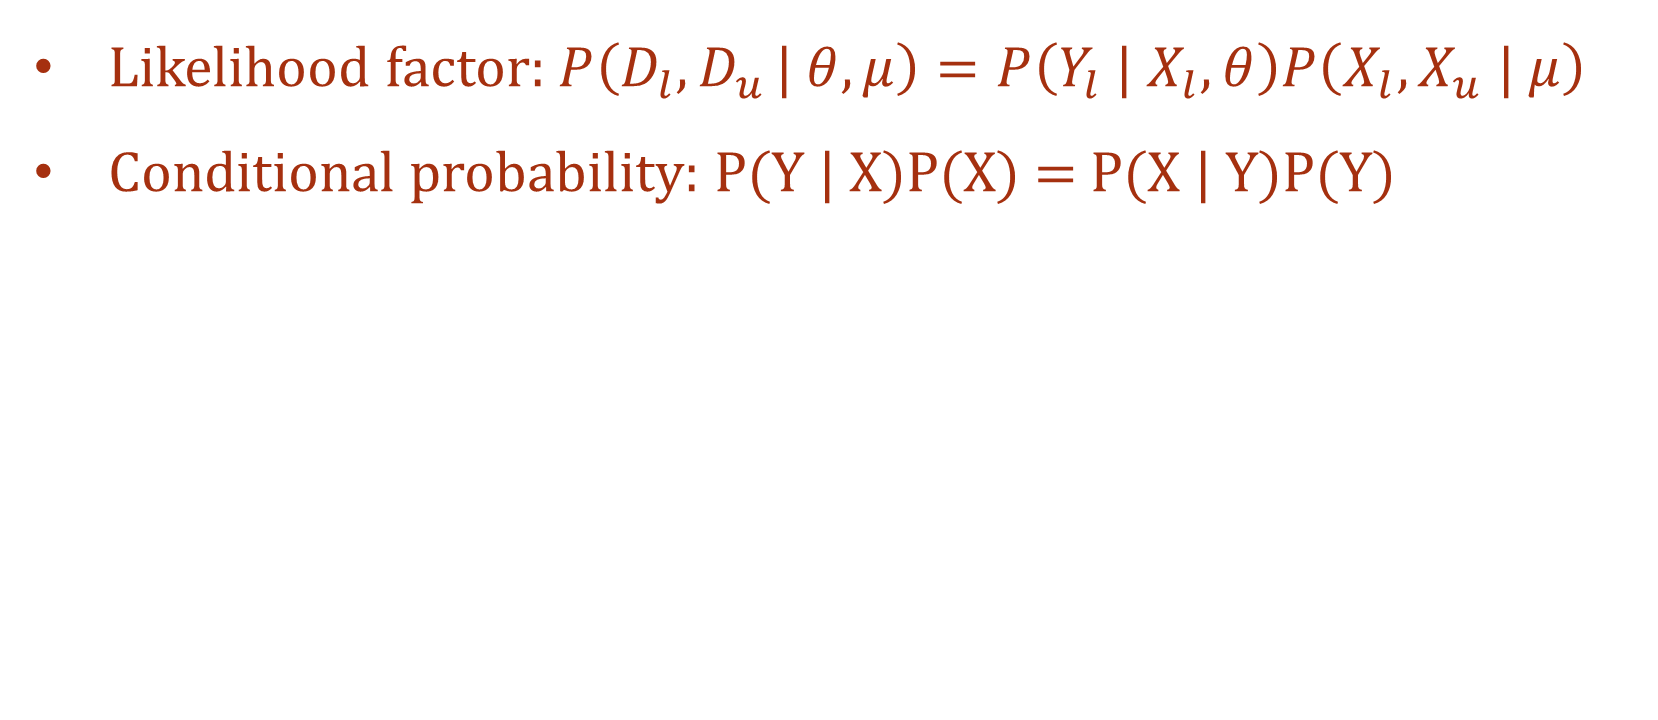 • Likelihood factor: P(D_l, D_u | θ, μ) = P(Y_l | X_l, θ)P(X_l, X_u | μ)
• Conditional probability: P(Y | X)P(X) = P(X | Y)P(Y)